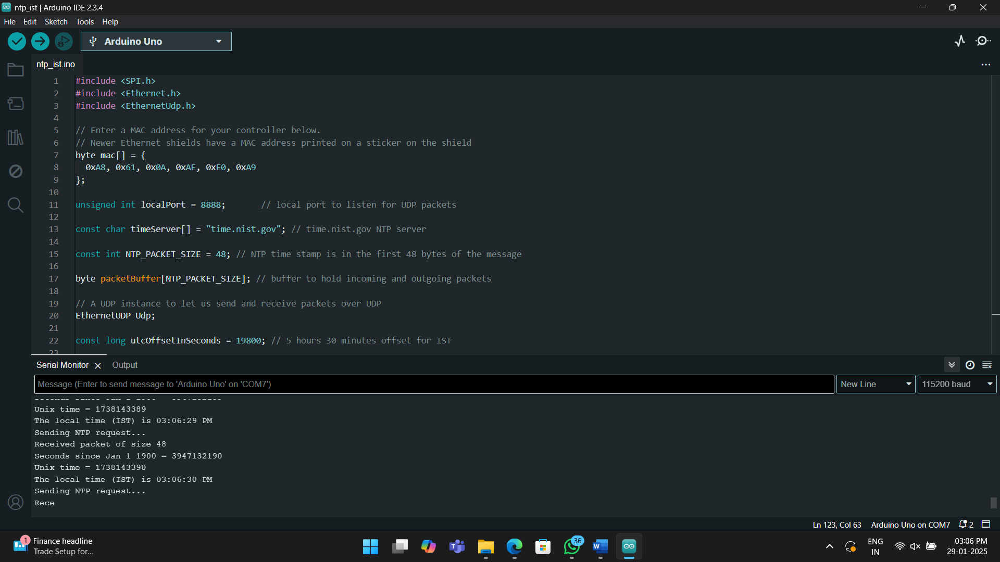 ntp_ist | Arduino IDE 2.3.4
File Edit Sketch Tools Help
Arduino Uno
ntp_ist.ino
1 #include <SPI.h>
2 #include <Ethernet.h>
3 #include <EthernetUdp.h>
4
5 // Enter a MAC address for your controller below.
6 // Newer Ethernet shields have a MAC address printed on a sticker on the shield
7 byte mac[] = {
8 0xA8, 0x61, 0x0A, 0xAE, 0xE0, 0xA9
9 };
10
11 unsigned int localPort = 8888; // local port to listen for UDP packets
12
13 const char timeServer[] = "time.nist.gov"; // time.nist.gov NTP server
14
15 const int NTP_PACKET_SIZE = 48; // NTP time stamp is in the first 48 bytes of the message
16
17 byte packetBuffer[NTP_PACKET_SIZE]; // buffer to hold incoming and outgoing packets
18
19 // A UDP instance to let us send and receive packets over UDP
20 EthernetUDP Udp;
21
22 const long utcOffsetInSeconds = 19800; // 5 hours 30 minutes offset for IST
23
Serial Monitor Output
Message (Enter to send message to 'Arduino Uno' on 'COM7')
New Line
115200 baud
Unix time = 1738143389
The local time (IST) is 03:06:29 PM
Sending NTP request...
Received packet of size 48
Seconds since Jan 1 1900 = 3947132190
Unix time = 1738143390
The local time (IST) is 03:06:30 PM
Sending NTP request...
Rece
Ln 123, Col 63 Arduino Uno on COM7 2
1
Finance headline
Trade Setup for...
36
ENG
IN
03:06 PM
29-01-2025